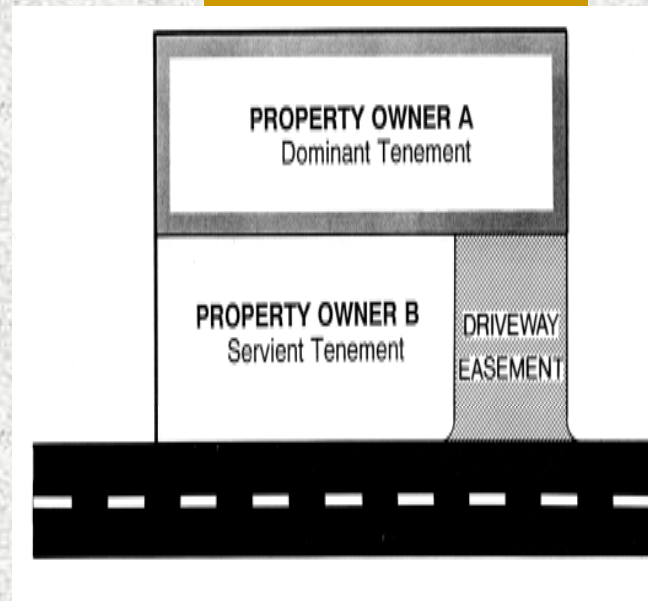 PROPERTY OWNER A
Dominant Tenement
PROPERTY OWNER B
Servient Tenement
DRIVEWAY
EASEMENT